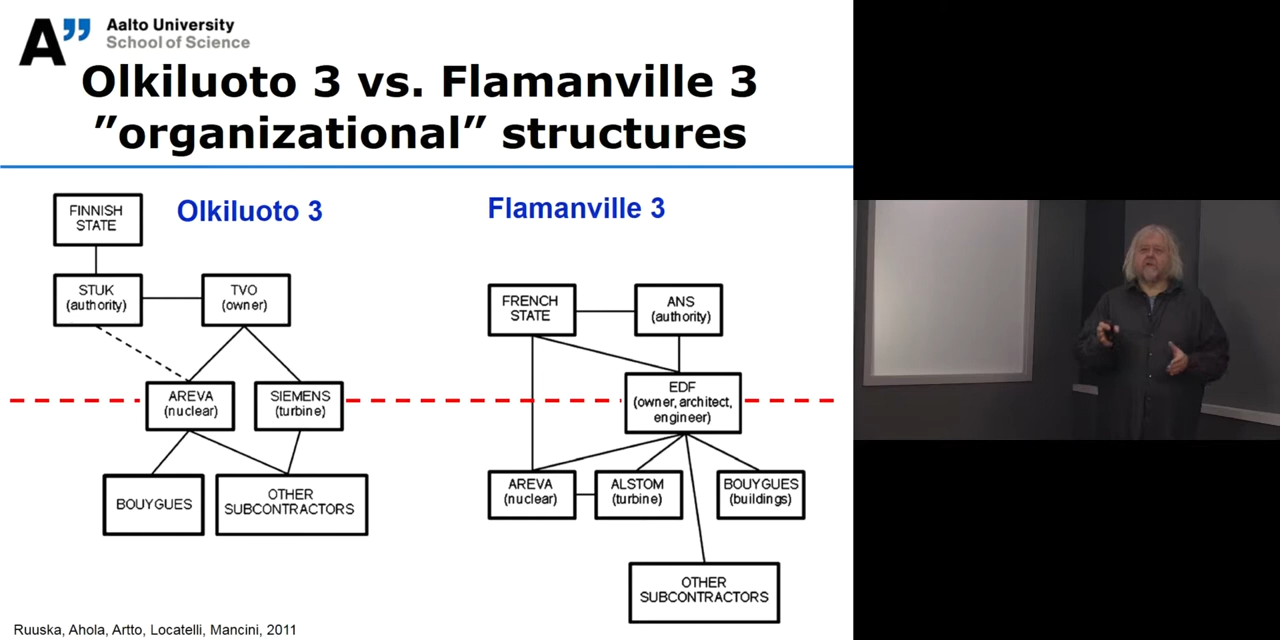 A”
Aalto University
School of Science
Olkiluoto 3 vs. Flamanville 3
”organizational” structures
Olkiluoto 3
FINNISH
STATE
STUK
(authority)
TVO
(owner)
AREVA
(nuclear)
SIEMENS
(turbine)
BOUYGUES
OTHER
SUBCONTRACTORS
Flamanville 3
FRENCH
STATE
ANS
(authority)
EDF
(owner, architect,
engineer)
AREVA
(nuclear)
ALSTOM
(turbine)
BOUYGUES
(buildings)
OTHER
SUBCONTRACTORS
Ruuska, Ahola, Artto, Locatelli, Mancini, 2011